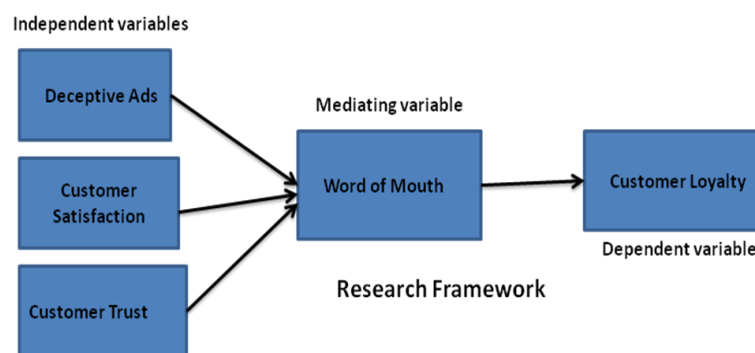 Independent variables
Deceptive Ads
Mediating variable
Customer
Satisfaction
Word of Mouth
Customer Loyalty
Customer Trust
Dependent variable
Research Framework